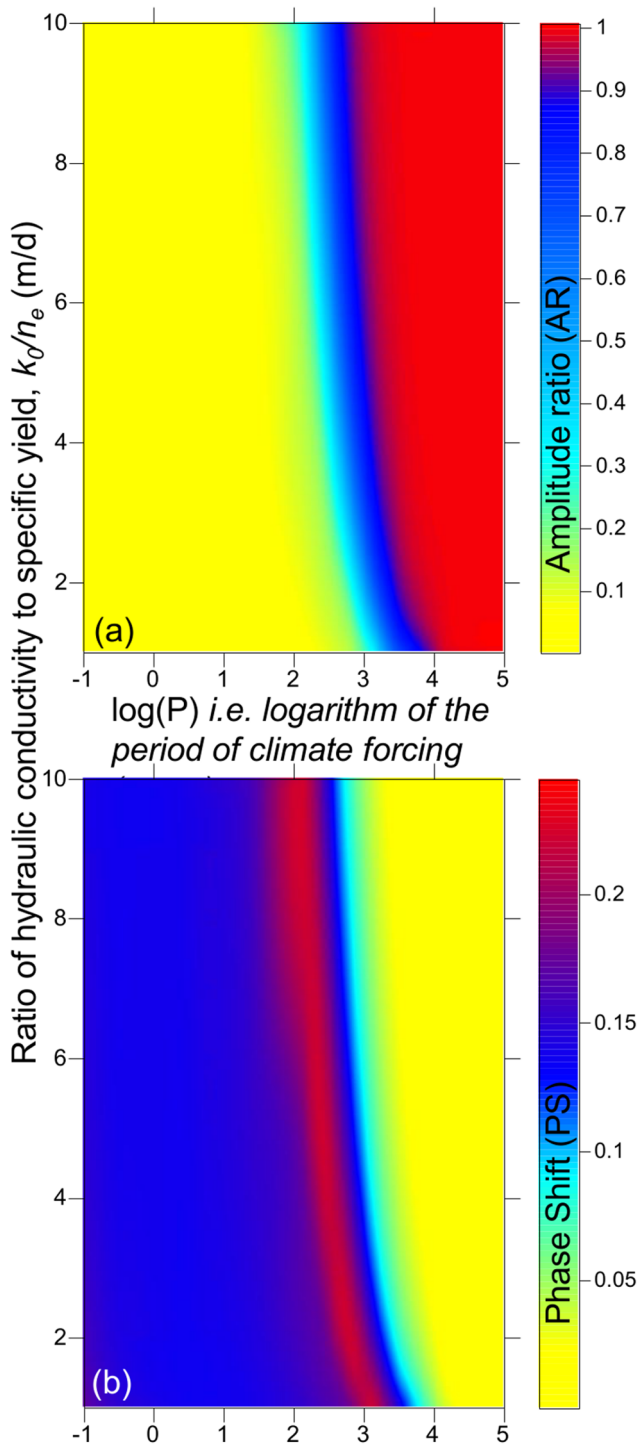 Ratio of hydraulic conductivity to specific yield, k0/ne (m/d)
10
8
6
4
2
(a)
-1 0 1 2 3 4 5
log(P) i.e. logarithm of the
period of climate forcing
1
0.9
0.8
0.7
0.6
0.5
0.4
0.3
0.2
0.1
Amplitude ratio (AR)
10
8
6
4
2
(b)
-1 0 1 2 3 4 5
0.2
0.15
0.1
0.05
Phase Shift (PS)